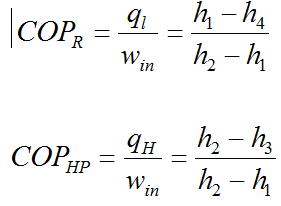 COP_R = q_l / w_in = (h_1 − h_4) / (h_2 − h_1)
COP_HP = q_H / w_in = (h_2 − h_3) / (h_2 − h_1)